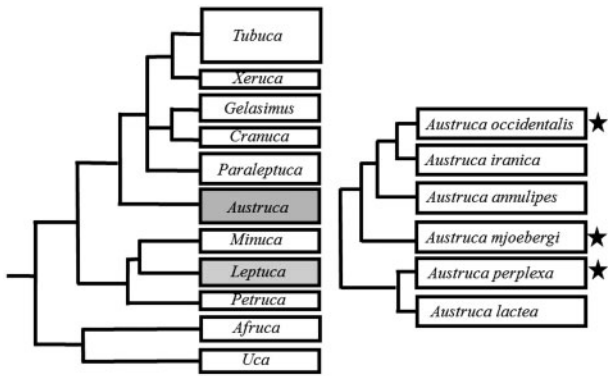 Tubuca
Xeruca
Gelasimus
Cranuca
Paraleptuca
Austruca
Minuca
Leptuca
Petruca
Afruca
Uca
Austruca occidentalis
Austruca iranica
Austruca annulipes
Austruca mjoebergi
Austruca perplexa
Austruca lactea